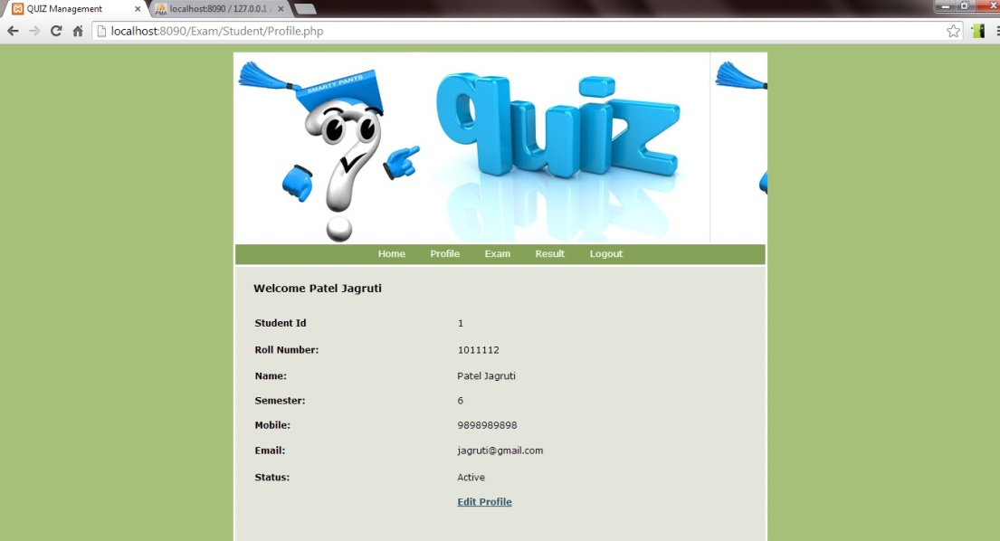 QUIZ Management
localhost:8090 / 127.0.0.1
PMA
localhost:8090/Exam/Student/Profile.php
SMARTY PANTS
quiz
Home Profile Exam Result Logout
Welcome Patel Jagruti
Student Id 1
Roll Number: 1011112
Name: Patel Jagruti
Semester: 6
Mobile: 9898989898
Email: jagruti@gmail.com
Status: Active
Edit Profile